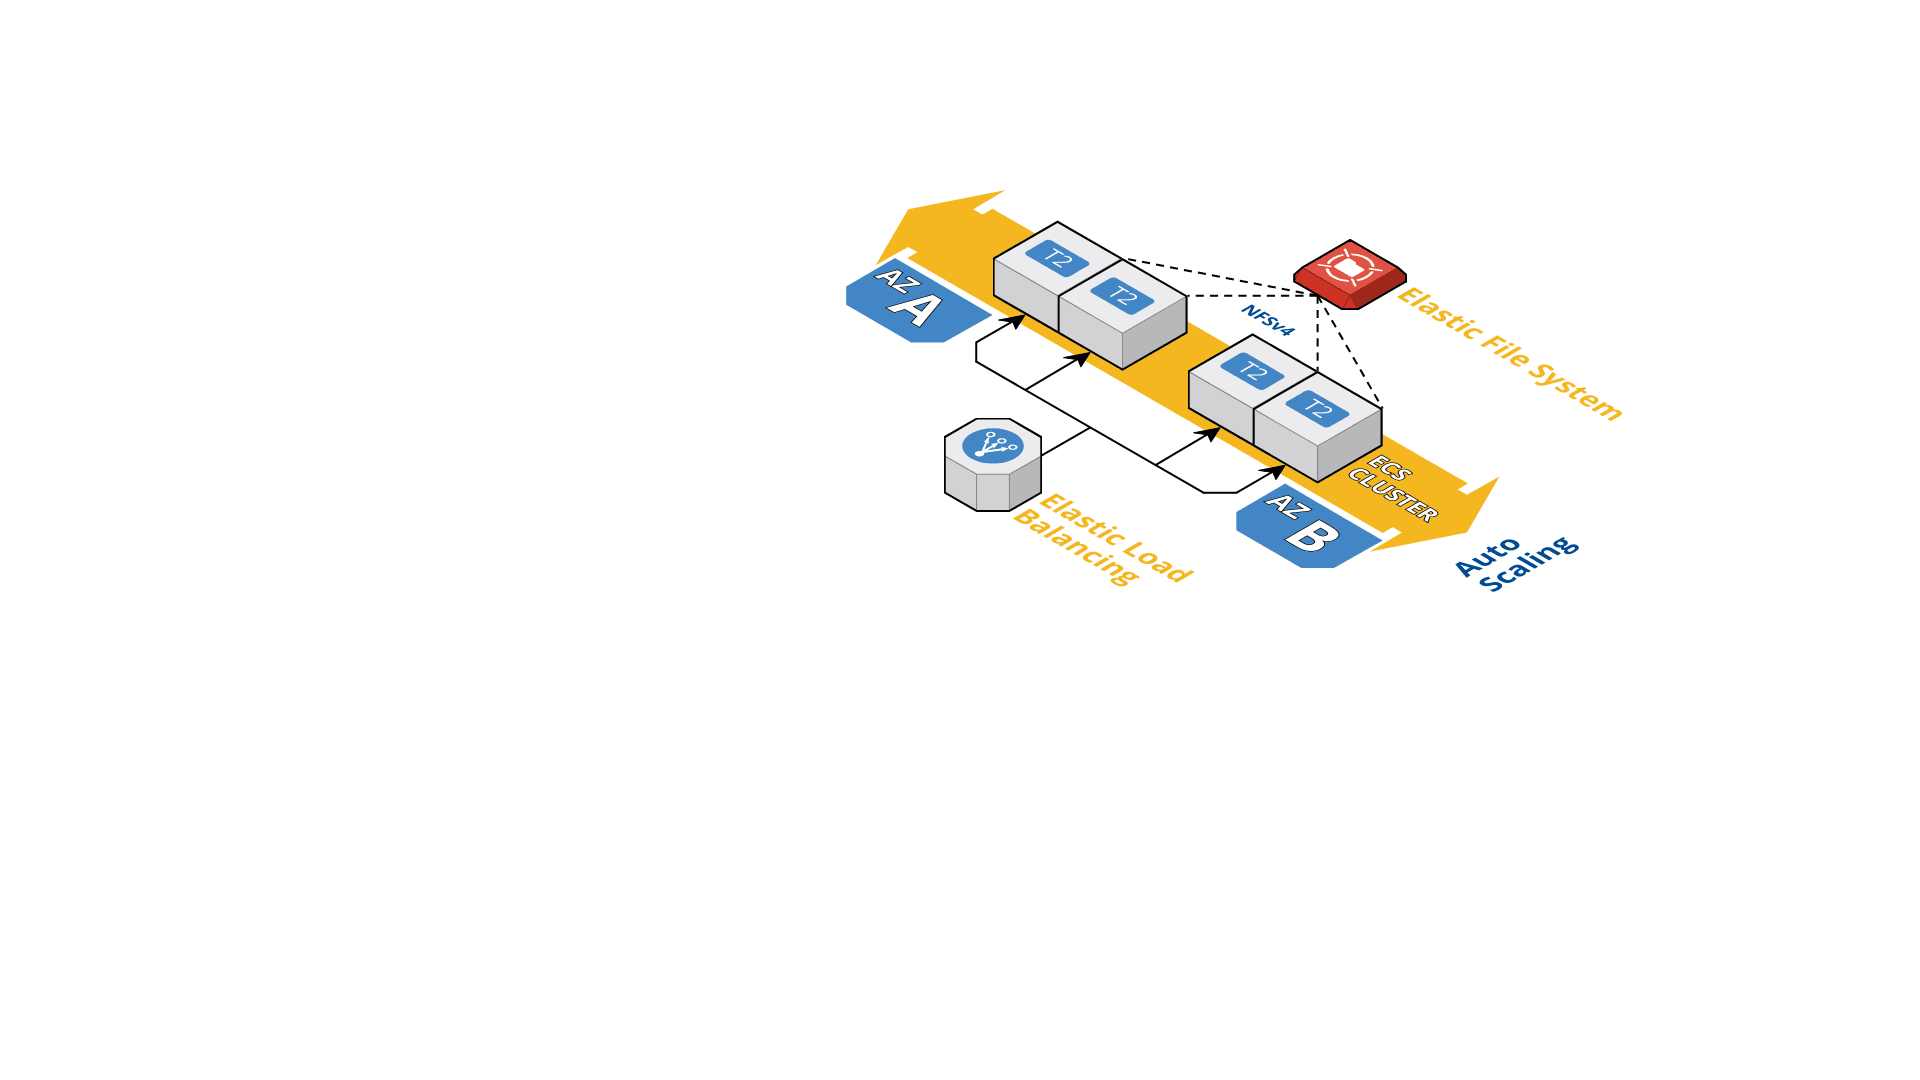 T2
T2
AZ
A
NFSv4
Elastic File System
T2
T2
ECS
CLUSTER
AZ
B
Elastic Load
Balancing
Auto
Scaling